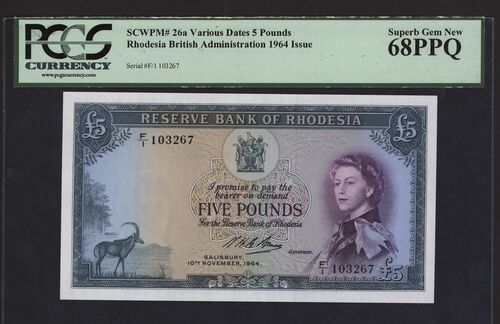 PCGS
CURRENCY
www.pcgscurrency.com
SCWPM# 26a Various Dates 5 Pounds
Rhodesia British Administration 1964 Issue
Serial#F/1 103267
Superb Gem New
68PPQ
RESERVE BANK OF RHODESIA
£5
£5
F/1 103267
I promise to pay the
bearer on demand
FIVE POUNDS
For the Reserve Bank of Rhodesia
Governor.
SALISBURY,
10TH NOVEMBER, 1964.
F/1 103267
£5